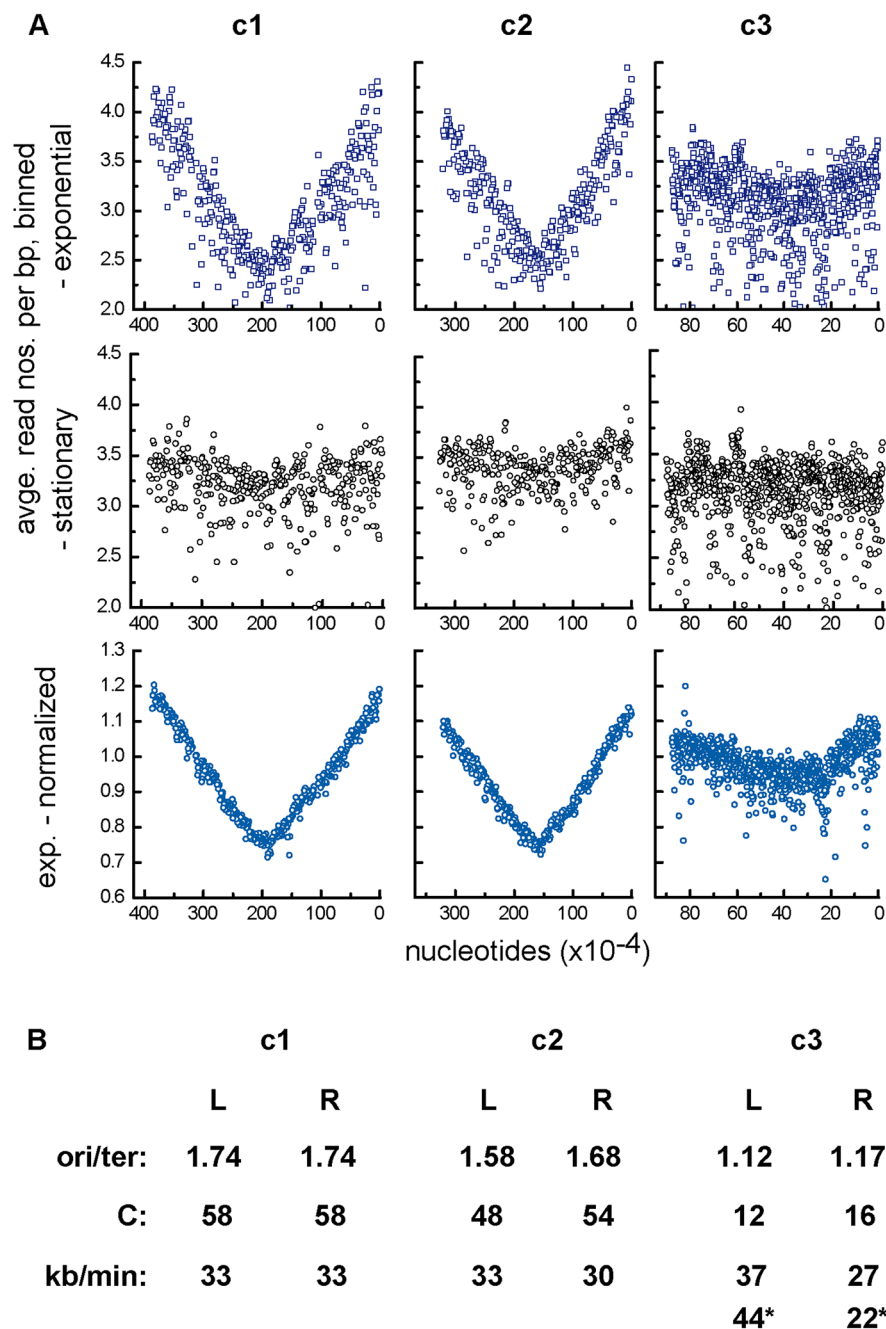 A c1 c2 c3
avge. read nos. per bp, binned
- exponential
4.5
4.0
3.5
3.0
2.5
2.0
400 300 200 100 0 300 200 100 0 80 60 40 20 0
- stationary
4.5
4.0
3.5
3.0
2.5
2.0
400 300 200 100 0 300 200 100 0 80 60 40 20 0
exp. - normalized
1.3
1.2
1.1
1.0
0.9
0.8
0.7
0.6
400 300 200 100 0 300 200 100 0 80 60 40 20 0
nucleotides (x10-4)
B c1 c2 c3
L R L R L R
ori/ter: 1.74 1.74 1.58 1.68 1.12 1.17
C: 58 58 48 54 12 16
kb/min: 33 33 33 30 37 27
44* 22*